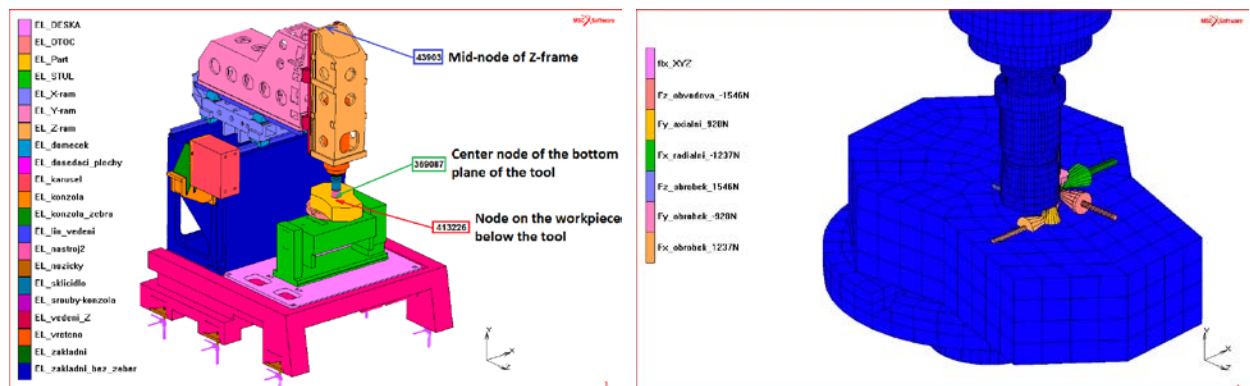 EL_DESKA
EL_OTOC
EL_Part
EL_STUL
EL_X-ram
EL_Y-ram
EL_Z-ram
EL_domecek
EL_dosedaci_plochy
EL_karusel
EL_konzola
EL_konzola_zebra
EL_lin_vedeni
EL_nastroj2
EL_nozicky
EL_sklicidlo
EL_srouby-konzola
EL_vedeni_Z
EL_vreteno
EL_zakladni
EL_zakladni_bez_zeber
MSC Software
43903
Mid-node of Z-frame
369087
Center node of the bottom
plane of the tool
413226
Node on the workpiece
below the tool
Y
X
Z
1
MSC Software
fix_XYZ
Fz_obvodova_-1546N
Fy_axialni_928N
Fx_radialni_-1237N
Fz_obrobek_1546N
Fy_obrobek_-928N
Fx_obrobek_1237N
Y
X
Z